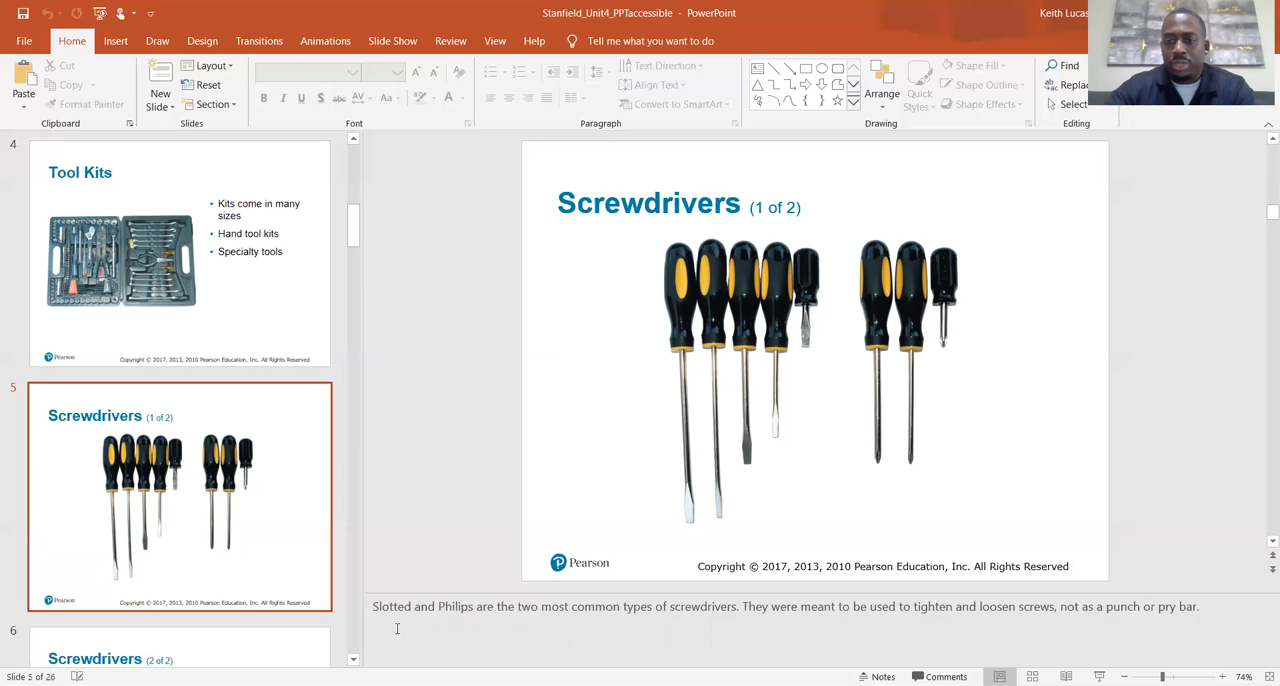 Stanfield_Unit4_PPTaccessible - PowerPoint
Keith Lucas
File Home Insert Draw Design Transitions Animations Slide Show Review View Help Tell me what you want to do
Paste
Cut
Copy
Format Painter
Clipboard
New Slide
Layout
Reset
Section
Slides
B I U S abc AV Aa A
Font
Text Direction
Align Text
Convert to SmartArt
Paragraph
Arrange
Quick Styles
Shape Fill
Shape Outline
Shape Effects
Drawing
Find
Replac
Select
Editing
4
Tool Kits
• Kits come in many
sizes
• Hand tool kits
• Specialty tools
Pearson
Copyright © 2017, 2013, 2010 Pearson Education, Inc. All Rights Reserved
5
Screwdrivers (1 of 2)
Pearson
Copyright © 2017, 2013, 2010 Pearson Education, Inc. All Rights Reserved
6
Screwdrivers (2 of 2)
Screwdrivers (1 of 2)
Pearson
Copyright © 2017, 2013, 2010 Pearson Education, Inc. All Rights Reserved
Slotted and Philips are the two most common types of screwdrivers. They were meant to be used to tighten and loosen screws, not as a punch or pry bar.
Slide 5 of 26
Notes
Comments
74%